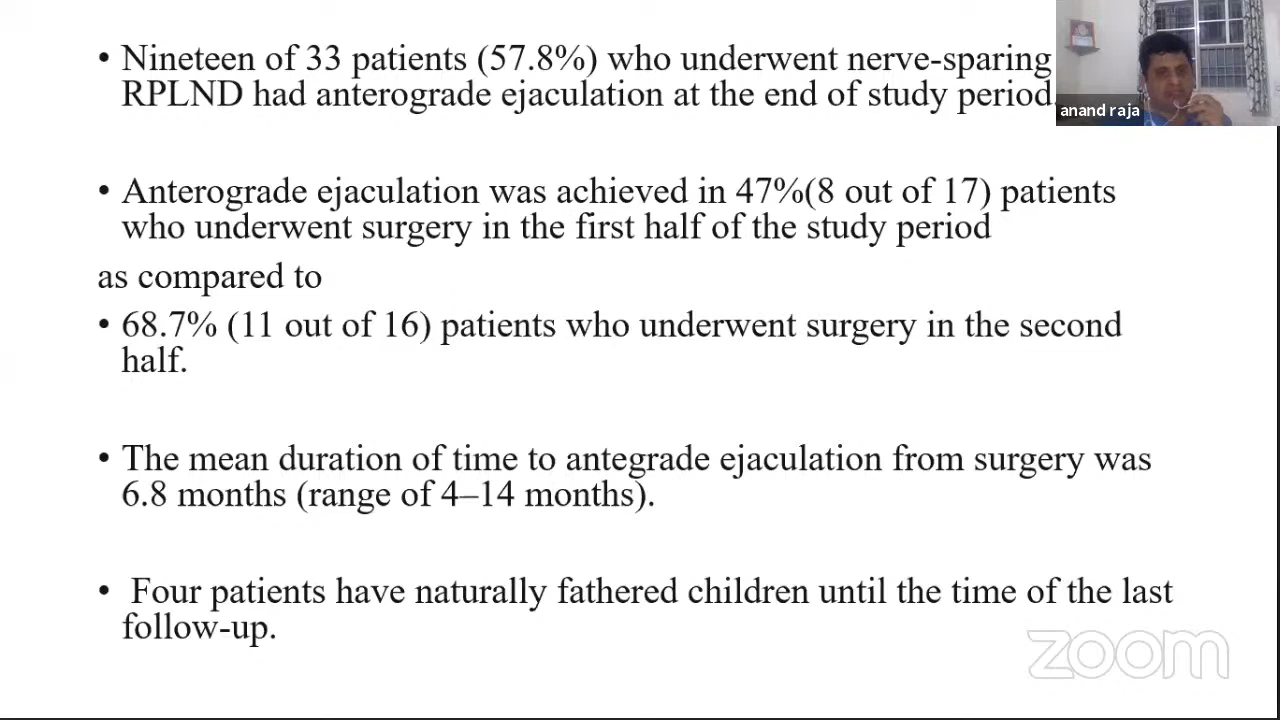 • Nineteen of 33 patients (57.8%) who underwent nerve-sparing
RPLND had anterograde ejaculation at the end of study period.
anand raja
• Anterograde ejaculation was achieved in 47%(8 out of 17) patients
who underwent surgery in the first half of the study period
as compared to
• 68.7% (11 out of 16) patients who underwent surgery in the second
half.
• The mean duration of time to antegrade ejaculation from surgery was
6.8 months (range of 4–14 months).
• Four patients have naturally fathered children until the time of the last
follow-up.
zoom